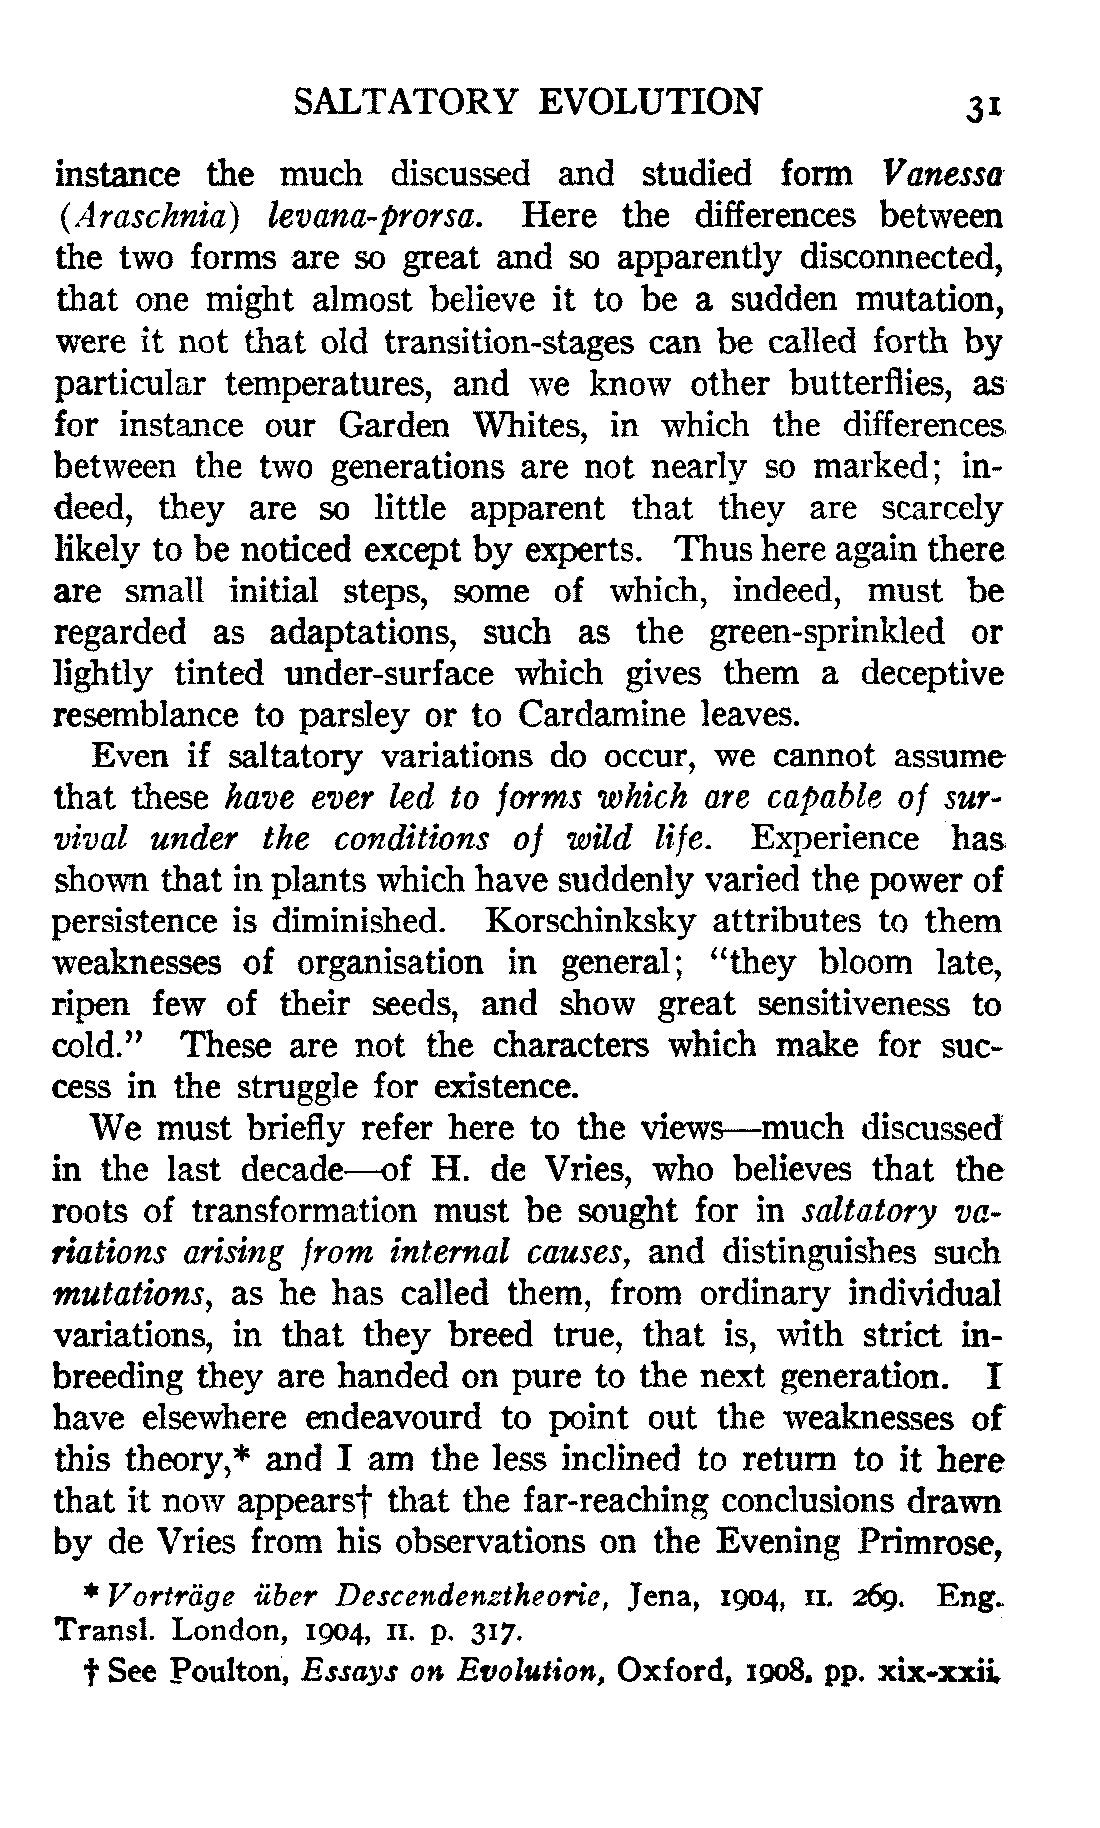 SALTATORY EVOLUTION 31
instance the much discussed and studied form Vanessa
(Araschnia) levana-prorsa. Here the differences between
the two forms are so great and so apparently disconnected,
that one might almost believe it to be a sudden mutation,
were it not that old transition-stages can be called forth by
particular temperatures, and we know other butterflies, as
for instance our Garden Whites, in which the differences
between the two generations are not nearly so marked; in-
deed, they are so little apparent that they are scarcely
likely to be noticed except by experts. Thus here again there
are small initial steps, some of which, indeed, must be
regarded as adaptations, such as the green-sprinkled or
lightly tinted under-surface which gives them a deceptive
resemblance to parsley or to Cardamine leaves.
Even if saltatory variations do occur, we cannot assume
that these have ever led to forms which are capable of sur-
vival under the conditions of wild life. Experience has
shown that in plants which have suddenly varied the power of
persistence is diminished. Korschinksky attributes to them
weaknesses of organisation in general; "they bloom late,
ripen few of their seeds, and show great sensitiveness to
cold." These are not the characters which make for suc-
cess in the struggle for existence.
We must briefly refer here to the views—much discussed
in the last decade—of H. de Vries, who believes that the
roots of transformation must be sought for in saltatory va-
riations arising from internal causes, and distinguishes such
mutations, as he has called them, from ordinary individual
variations, in that they breed true, that is, with strict in-
breeding they are handed on pure to the next generation. I
have elsewhere endeavourd to point out the weaknesses of
this theory,* and I am the less inclined to return to it here
that it now appears† that the far-reaching conclusions drawn
by de Vries from his observations on the Evening Primrose,
* Vorträge über Descendenztheorie, Jena, 1904, II. 269. Eng.
Transl. London, 1904, II. p. 317.
† See Poulton, Essays on Evolution, Oxford, 1908. pp. xix-xxii.